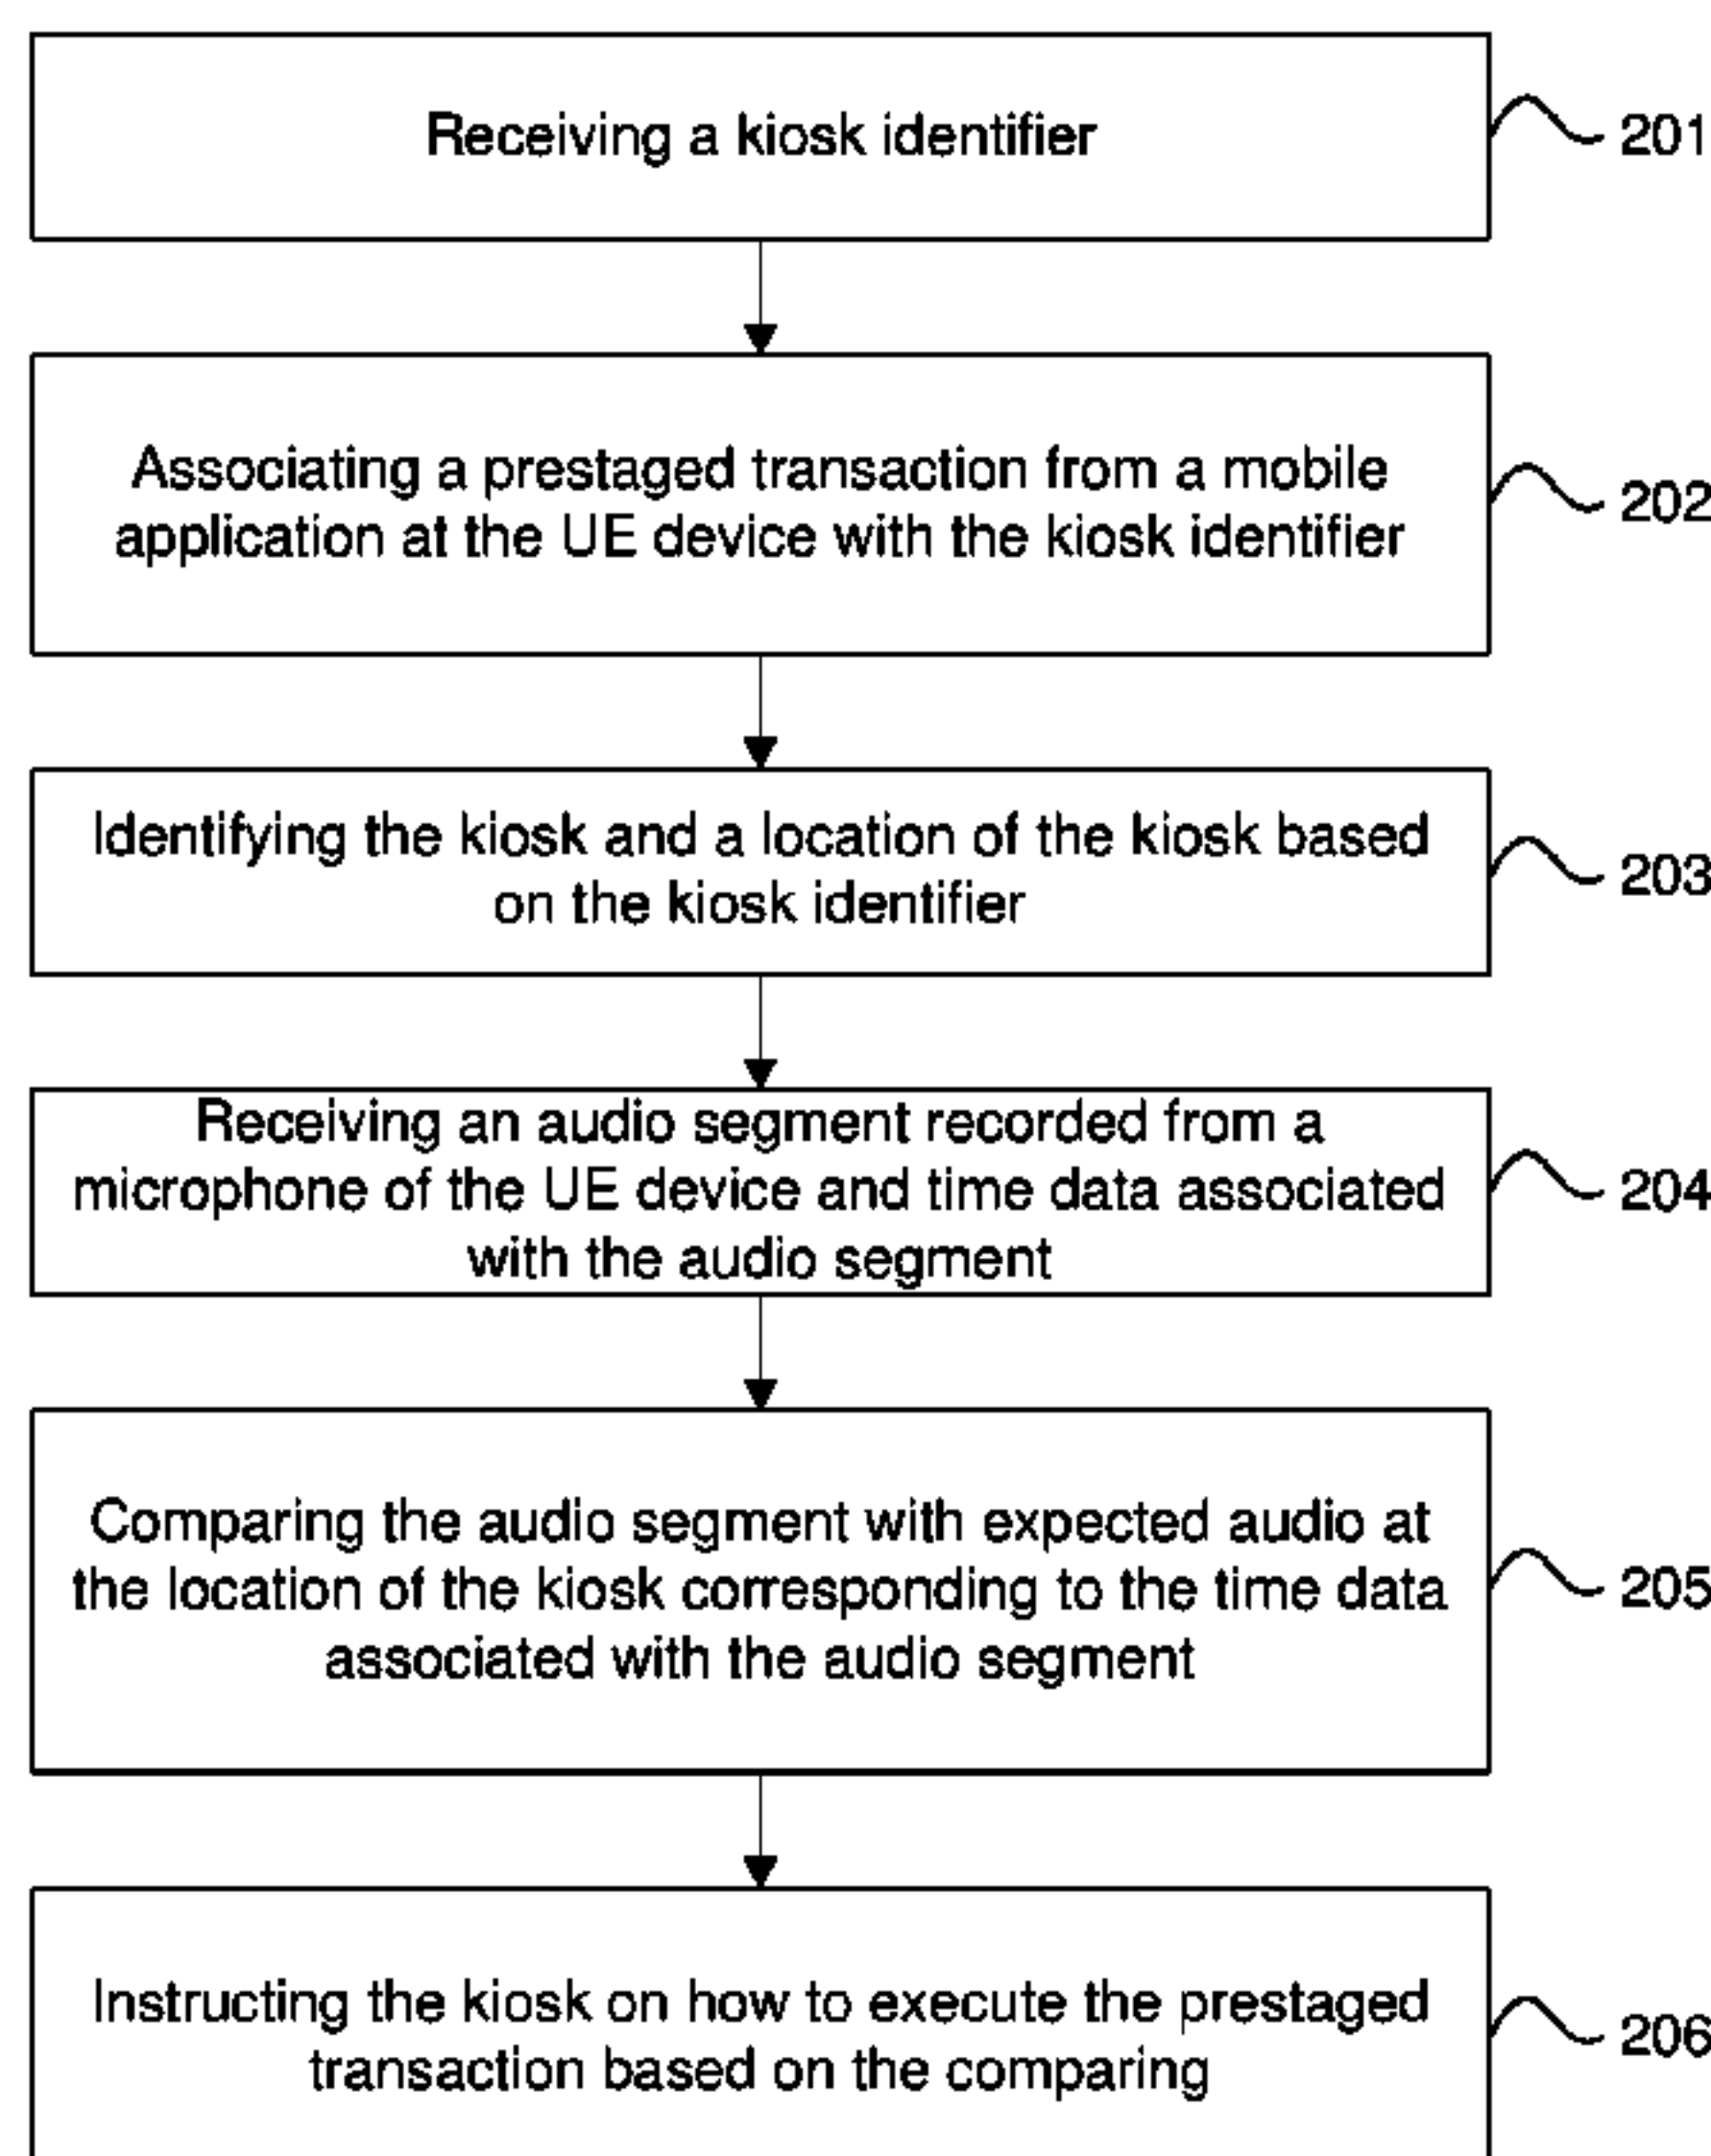 Receiving a kiosk identifier
201
Associating a prestaged transaction from a mobile
application at the UE device with the kiosk identifier
202
Identifying the kiosk and a location of the kiosk based
on the kiosk identifier
203
Receiving an audio segment recorded from a
microphone of the UE device and time data associated
with the audio segment
204
Comparing the audio segment with expected audio at
the location of the kiosk corresponding to the time data
associated with the audio segment
205
Instructing the kiosk on how to execute the prestaged
transaction based on the comparing
206